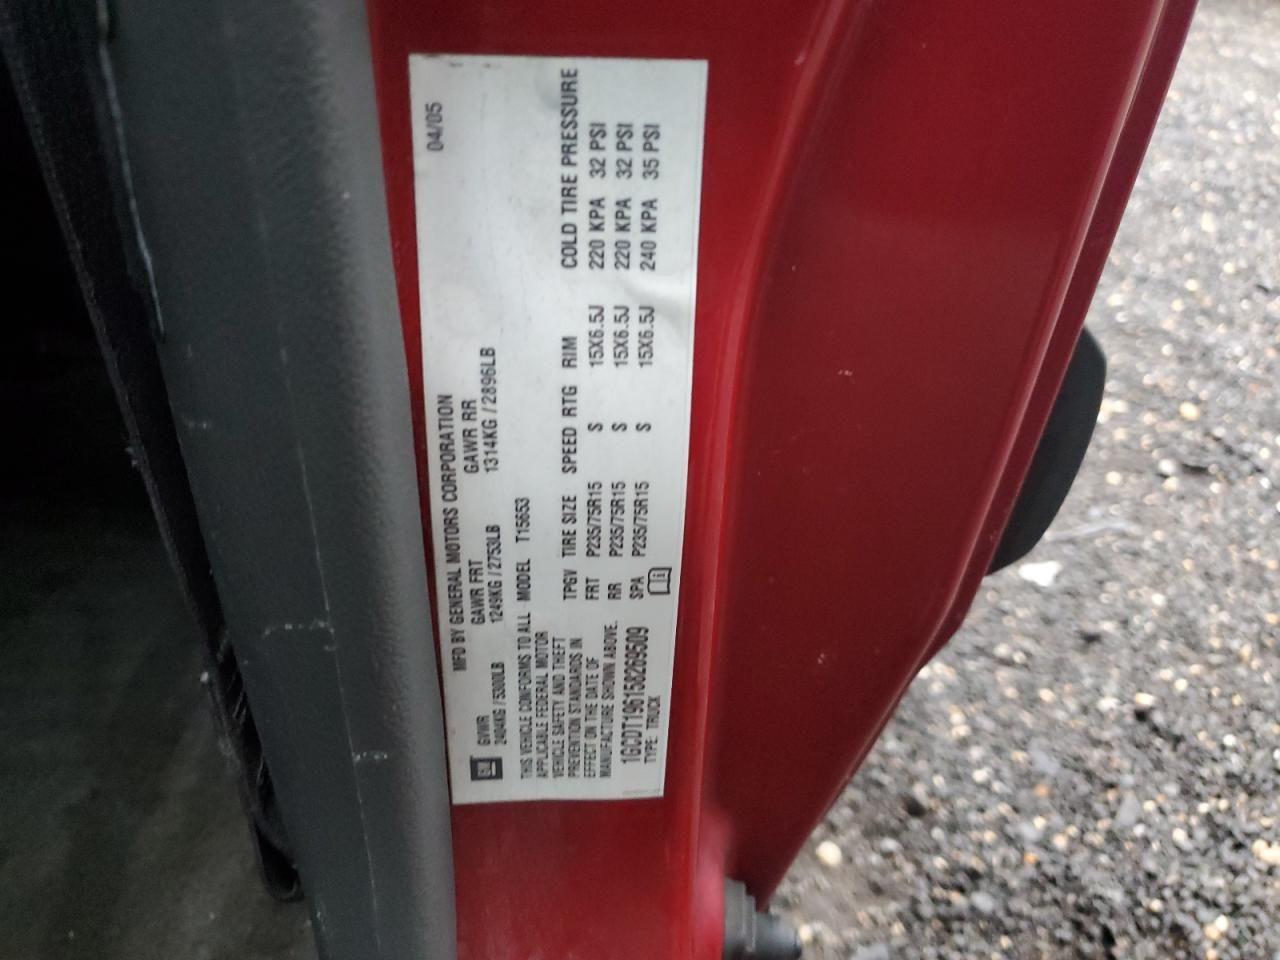 04/05
MFD BY GENERAL MOTORS CORPORATION
GVWR GAWR FRT GAWR RR
2404KG / 5300LB 1249KG / 2753LB 1314KG / 2896LB
GM
THIS VEHICLE CONFORMS TO ALL
APPLICABLE FEDERAL MOTOR
VEHICLE SAFETY AND THEFT
PREVENTION STANDARDS IN
EFFECT ON THE DATE OF
MANUFACTURE SHOWN ABOVE.
1GCDT196158269509
TYPE: TRUCK
MODEL T15653
TPGV TIRE SIZE SPEED RTG RIM COLD TIRE PRESSURE
FRT P235/75R15 S 15X6.5J 220 KPA 32 PSI
RR P235/75R15 S 15X6.5J 220 KPA 32 PSI
SPA P235/75R15 S 15X6.5J 240 KPA 35 PSI